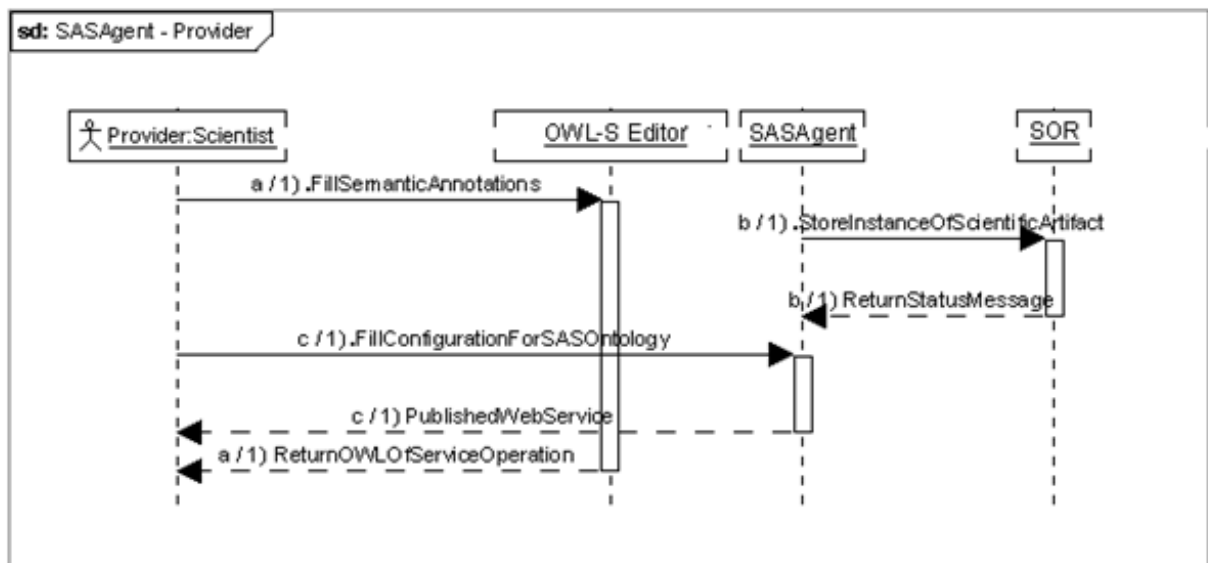 sd: SASAgent - Provider
Provider:Scientist
OWL-S Editor
SASAgent
SOR
a / 1) .FillSemanticAnnotations
b / 1) .StoreInstanceOfScientificArtifact
b / 1) ReturnStatusMessage
c / 1).FillConfigurationForSASOntology
c / 1) PublishedWebService
a / 1) ReturnOWLOfServiceOperation